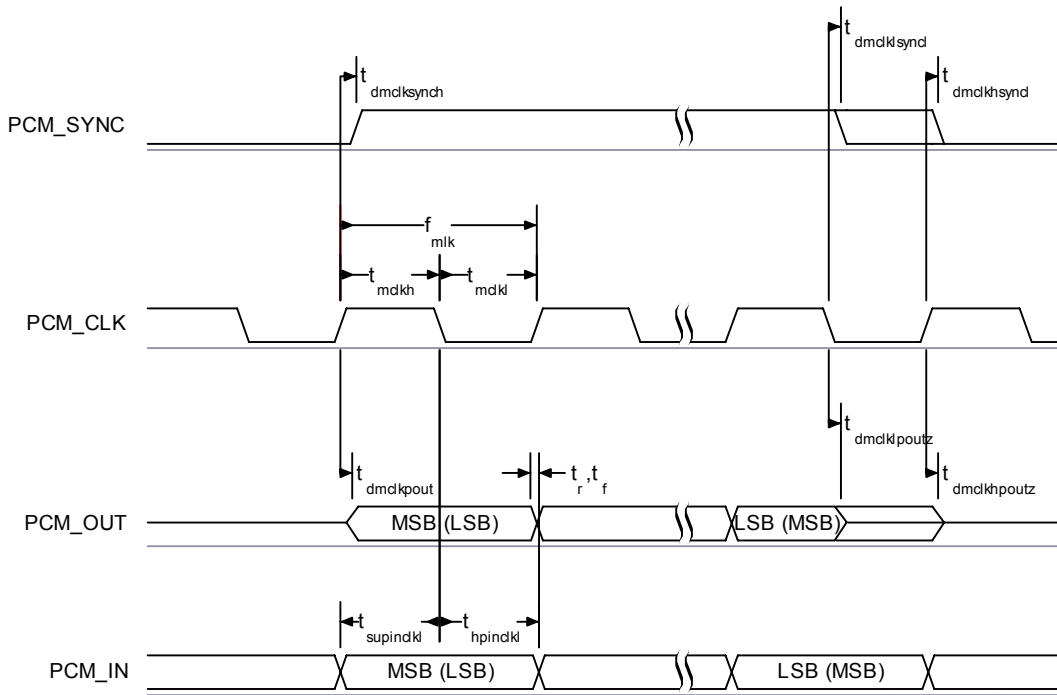 t dmclklsyncl
t dmclksynch
t dmclkhsyncl
PCM_SYNC
f mlk
t mclkh
t mclkl
PCM_CLK
t dmclklpoutz
t dmclkpout
t r ,t f
t dmclkhpoutz
PCM_OUT
MSB (LSB)
LSB (MSB)
t supinclkl
t hpinclkl
PCM_IN
MSB (LSB)
LSB (MSB)